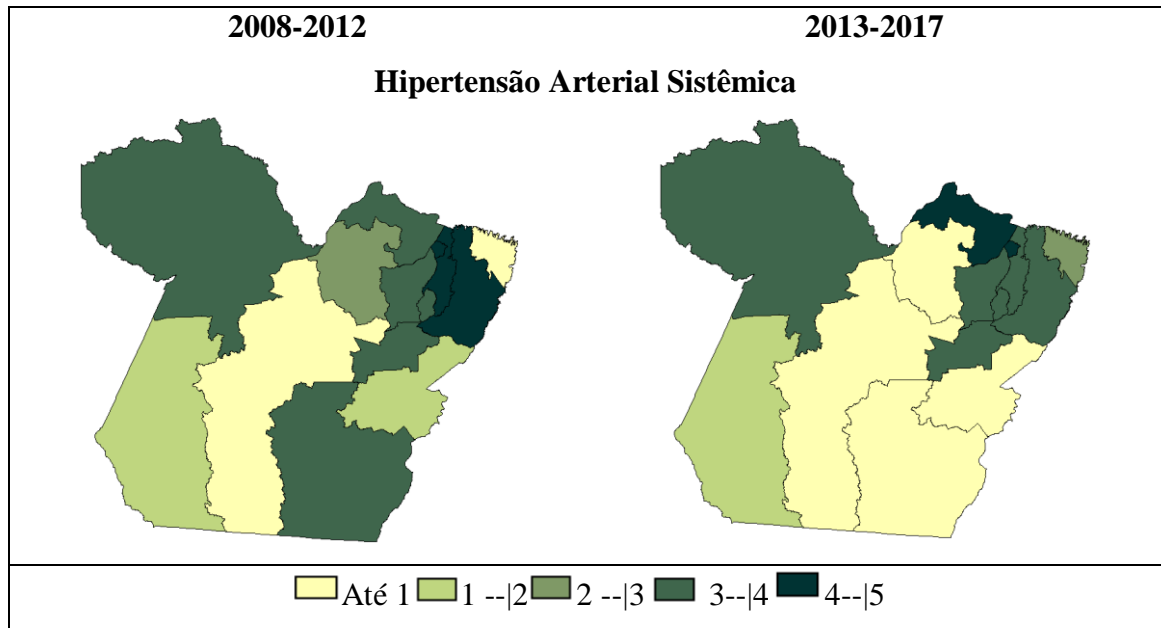 2008-2012 2013-2017
Hipertensão Arterial Sistêmica
Até 1 1 --|2 2 --|3 3--|4 4--|5